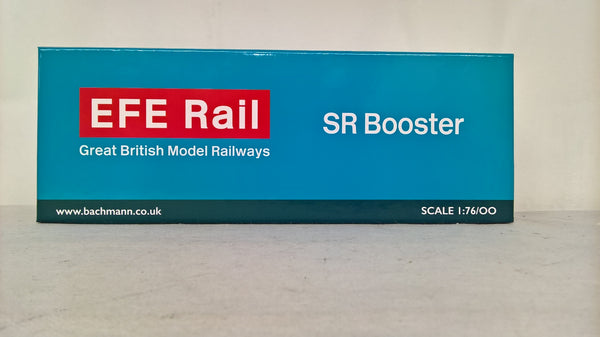 EFE Rail
Great British Model Railways
SR Booster
www.bachmann.co.uk
SCALE 1:76/OO